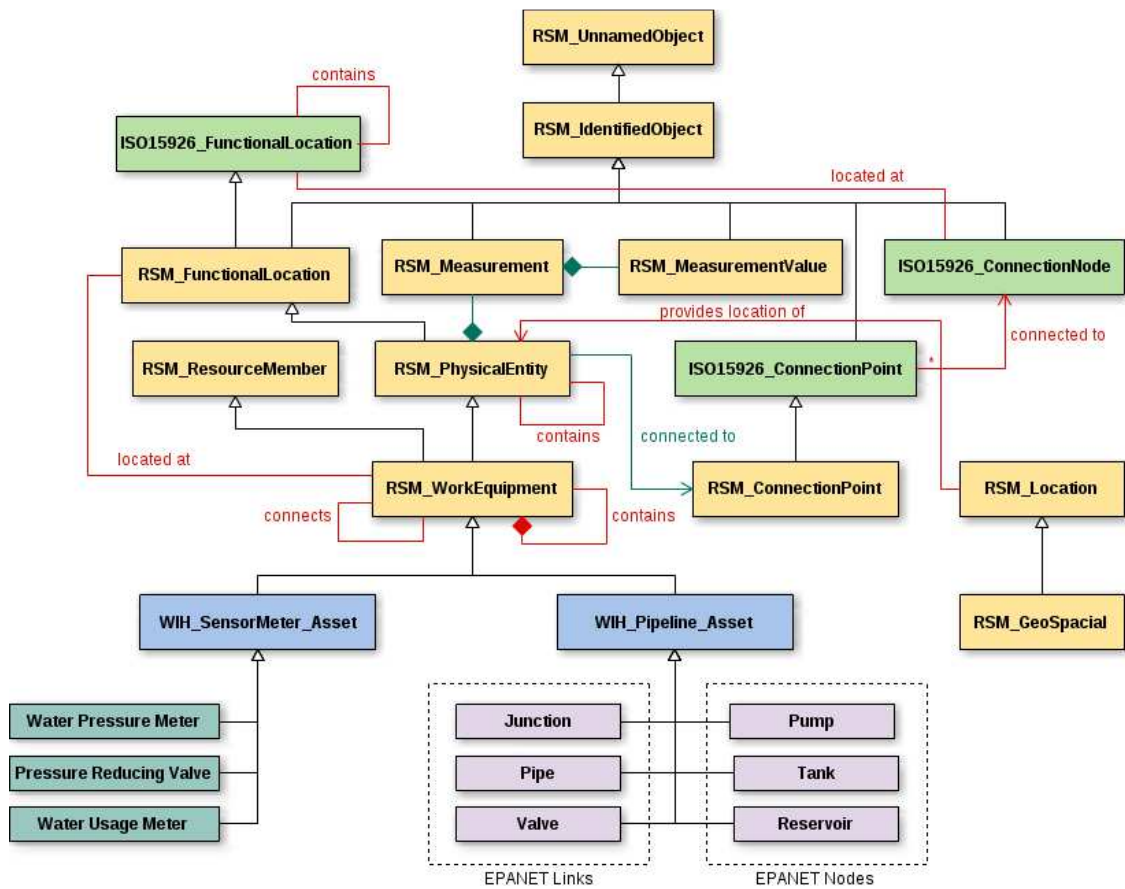 RSM_UnnamedObject
contains
RSM_IdentifiedObject
ISO15926_FunctionalLocation
located at
RSM_FunctionalLocation
RSM_Measurement
RSM_MeasurementValue
ISO15926_ConnectionNode
provides location of
connected to
*
RSM_ResourceMember
RSM_PhysicalEntity
ISO15926_ConnectionPoint
contains
connected to
located at
RSM_WorkEquipment
RSM_ConnectionPoint
RSM_Location
connects
contains
WIH_SensorMeter_Asset
WIH_Pipeline_Asset
RSM_GeoSpacial
Water Pressure Meter
Junction
Pump
Pressure Reducing Valve
Pipe
Tank
Water Usage Meter
Valve
Reservoir
EPANET Links
EPANET Nodes